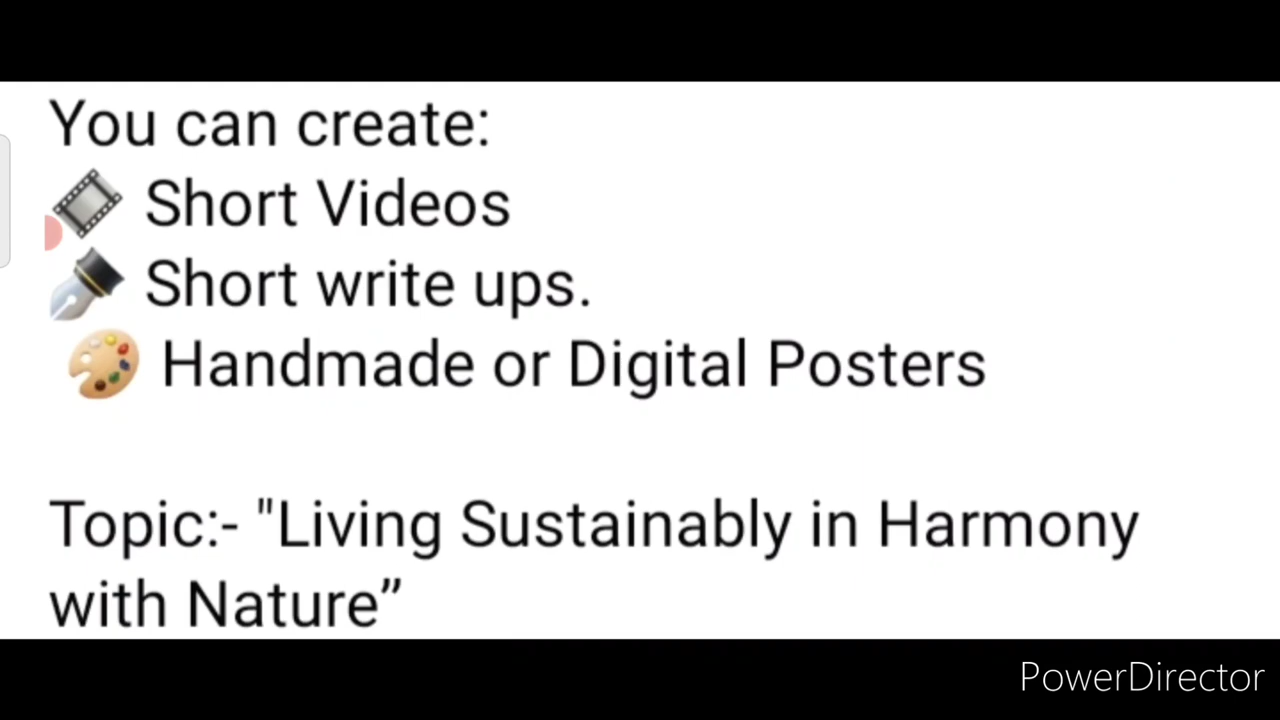 You can create:
🎞 Short Videos
✒ Short write ups.
🎨 Handmade or Digital Posters
Topic:- "Living Sustainably in Harmony
with Nature”
PowerDirector